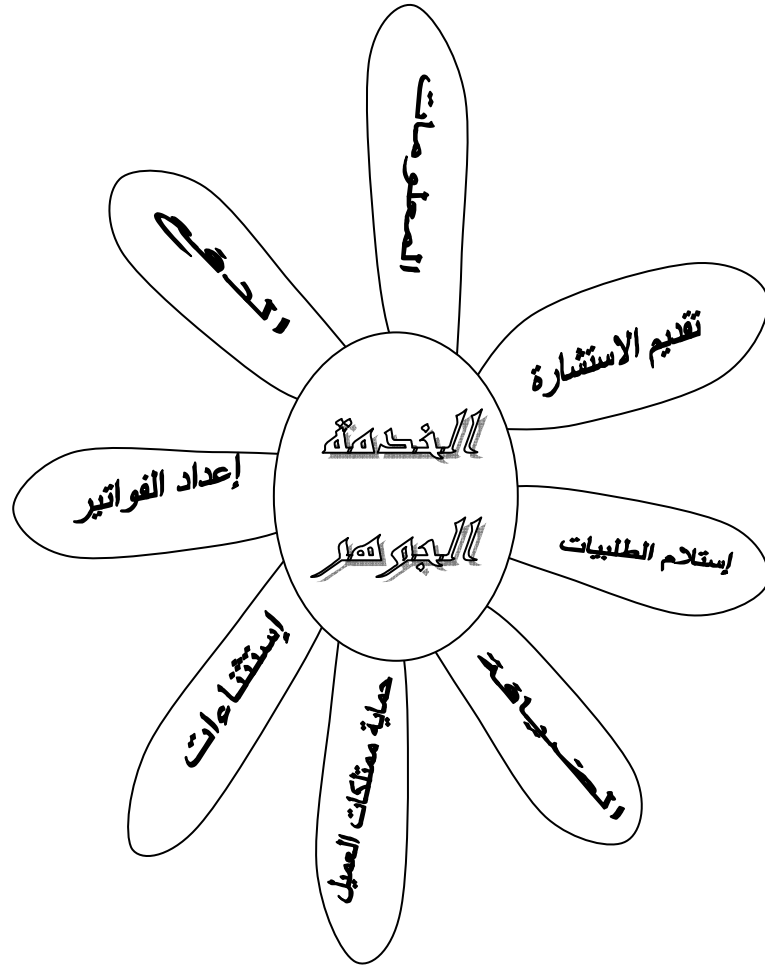 المعلومات
تقديم الاستشارة
إستلام الطلبيات
الضيافة
حماية ممتلكات العميل
إستثناءات
إعداد الفواتير
الدفع
الخدمة
الجوهر